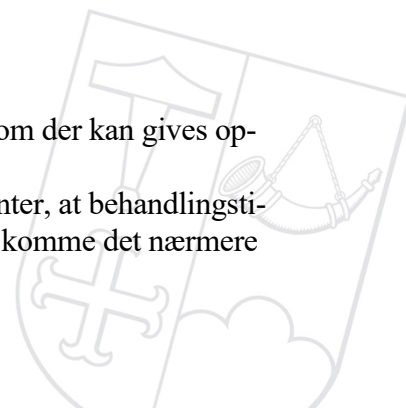 om der kan gives op-
nter, at behandlingsti-
komme det nærmere